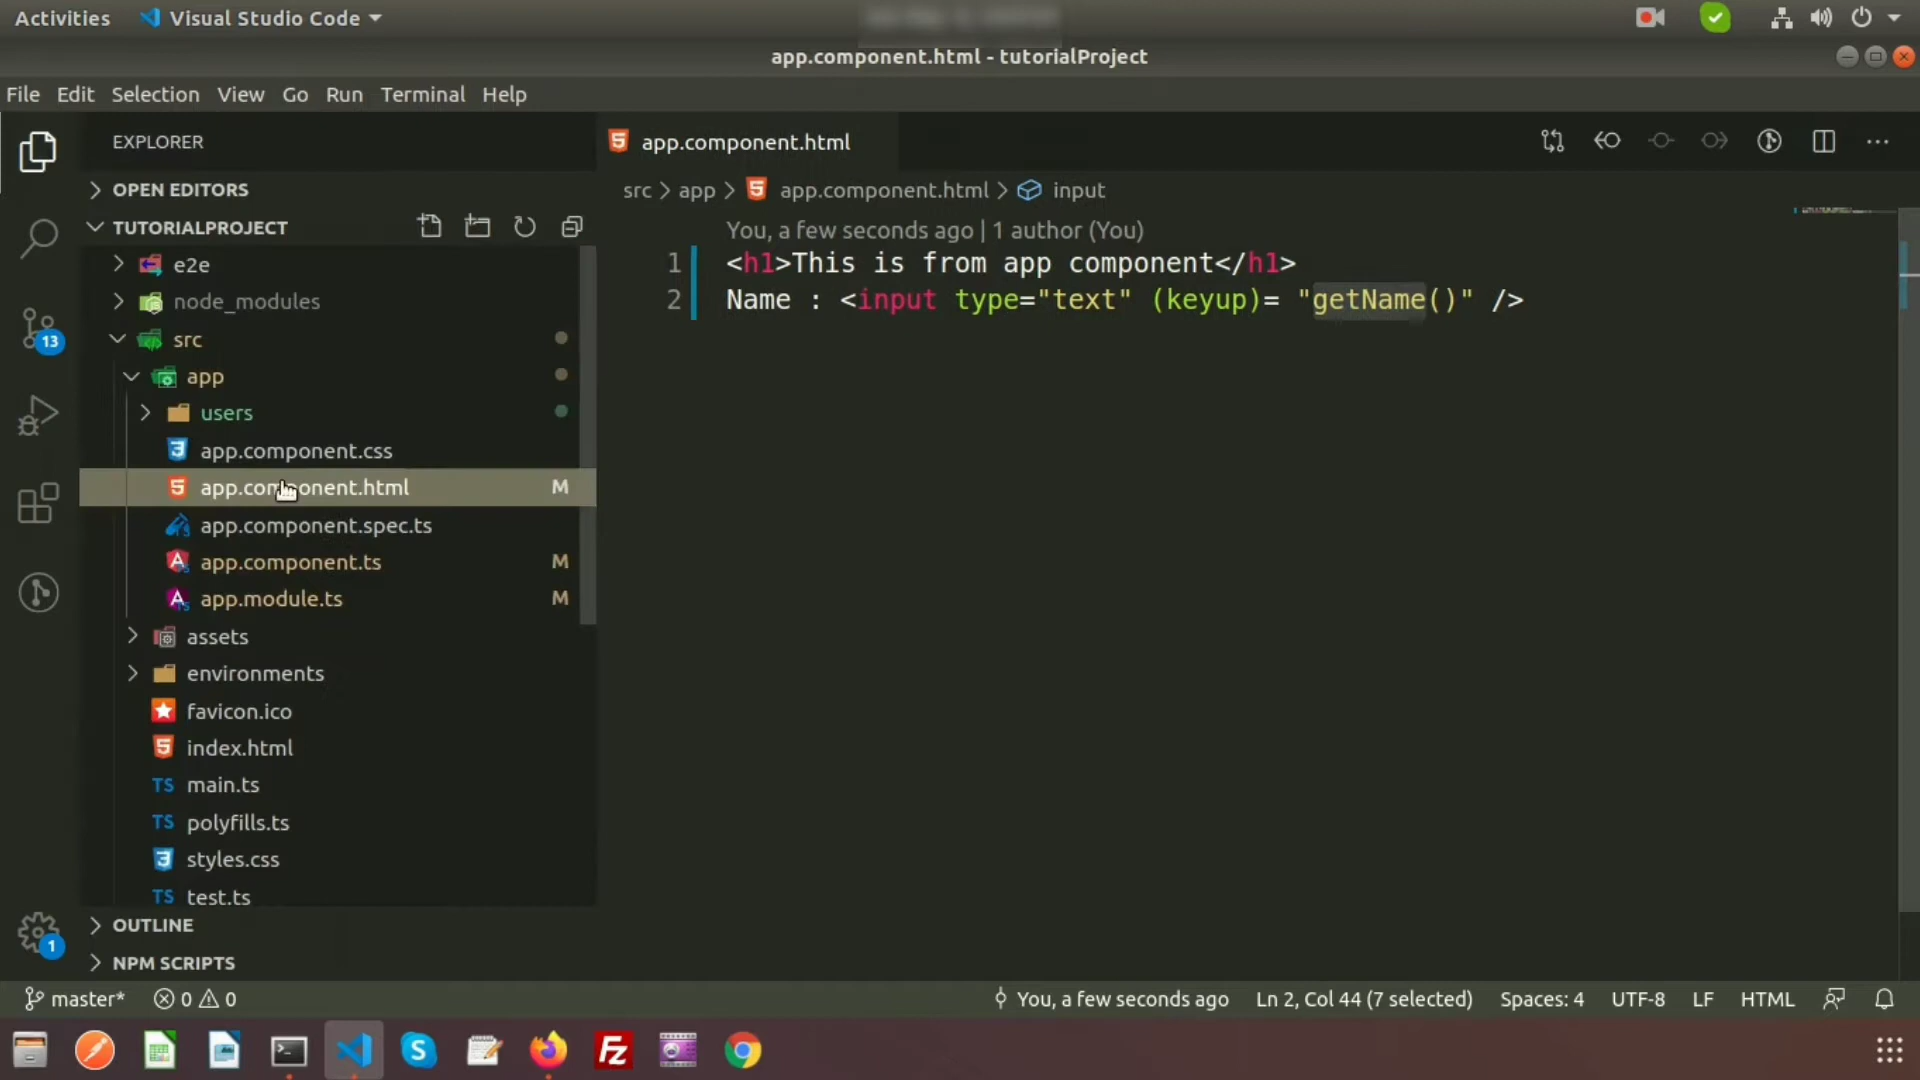 Activities Visual Studio Code
app.component.html - tutorialProject
File Edit Selection View Go Run Terminal Help
EXPLORER
OPEN EDITORS
TUTORIALPROJECT
e2e
node_modules
src
app
users
app.component.css
app.component.html M
app.component.spec.ts
app.component.ts M
app.module.ts M
assets
environments
favicon.ico
index.html
TS main.ts
TS polyfills.ts
styles.css
TS test.ts
OUTLINE
NPM SCRIPTS
13
1
app.component.html
src > app > app.component.html > input
You, a few seconds ago | 1 author (You)
1 <h1>This is from app component</h1>
2 Name : <input type="text" (keyup)= "getName()" />
master* 0 0 You, a few seconds ago Ln 2, Col 44 (7 selected) Spaces: 4 UTF-8 LF HTML